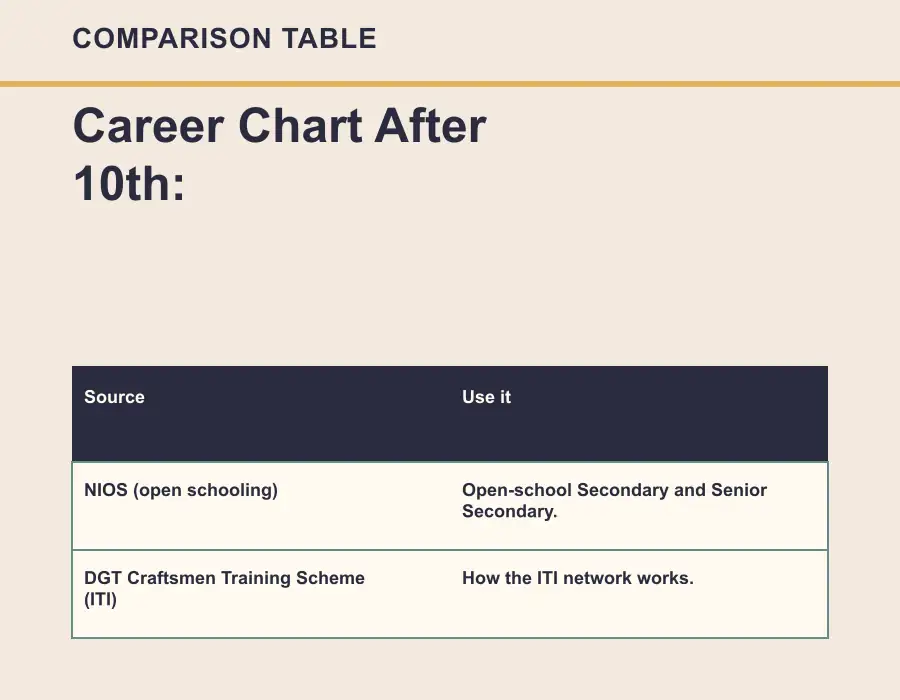 COMPARISON TABLE
Career Chart After
10th:
Source
Use it
NIOS (open schooling)
Open-school Secondary and Senior
Secondary.
DGT Craftsmen Training Scheme
(ITI)
How the ITI network works.